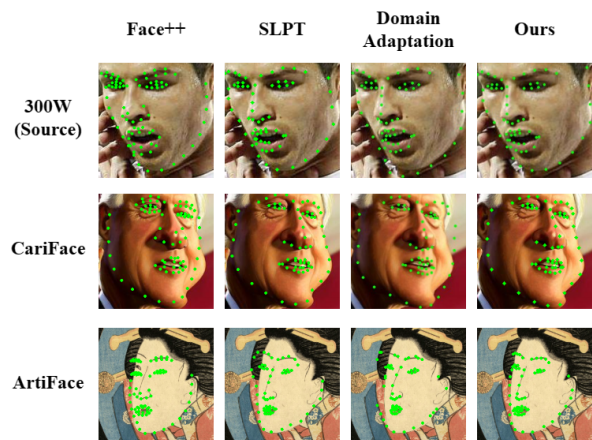 Face++
SLPT
Domain
Adaptation
Ours
300W
(Source)
CariFace
ArtiFace